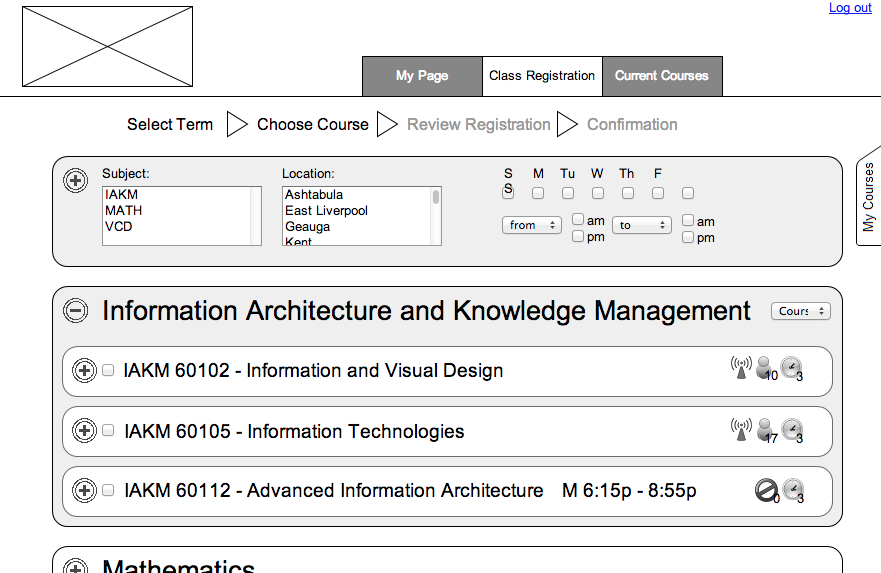 Log out
My Page Class Registration Current Courses
Select Term Choose Course Review Registration Confirmation
My Courses
Subject: Location: S M Tu W Th F
S
IAKM Ashtabula
MATH East Liverpool
VCD Geauga
Kent
from am to am
pm pm
Information Architecture and Knowledge Management Cours
IAKM 60102 - Information and Visual Design 10 3
IAKM 60105 - Information Technologies 17 3
IAKM 60112 - Advanced Information Architecture M 6:15p - 8:55p 0 3
Mathematics